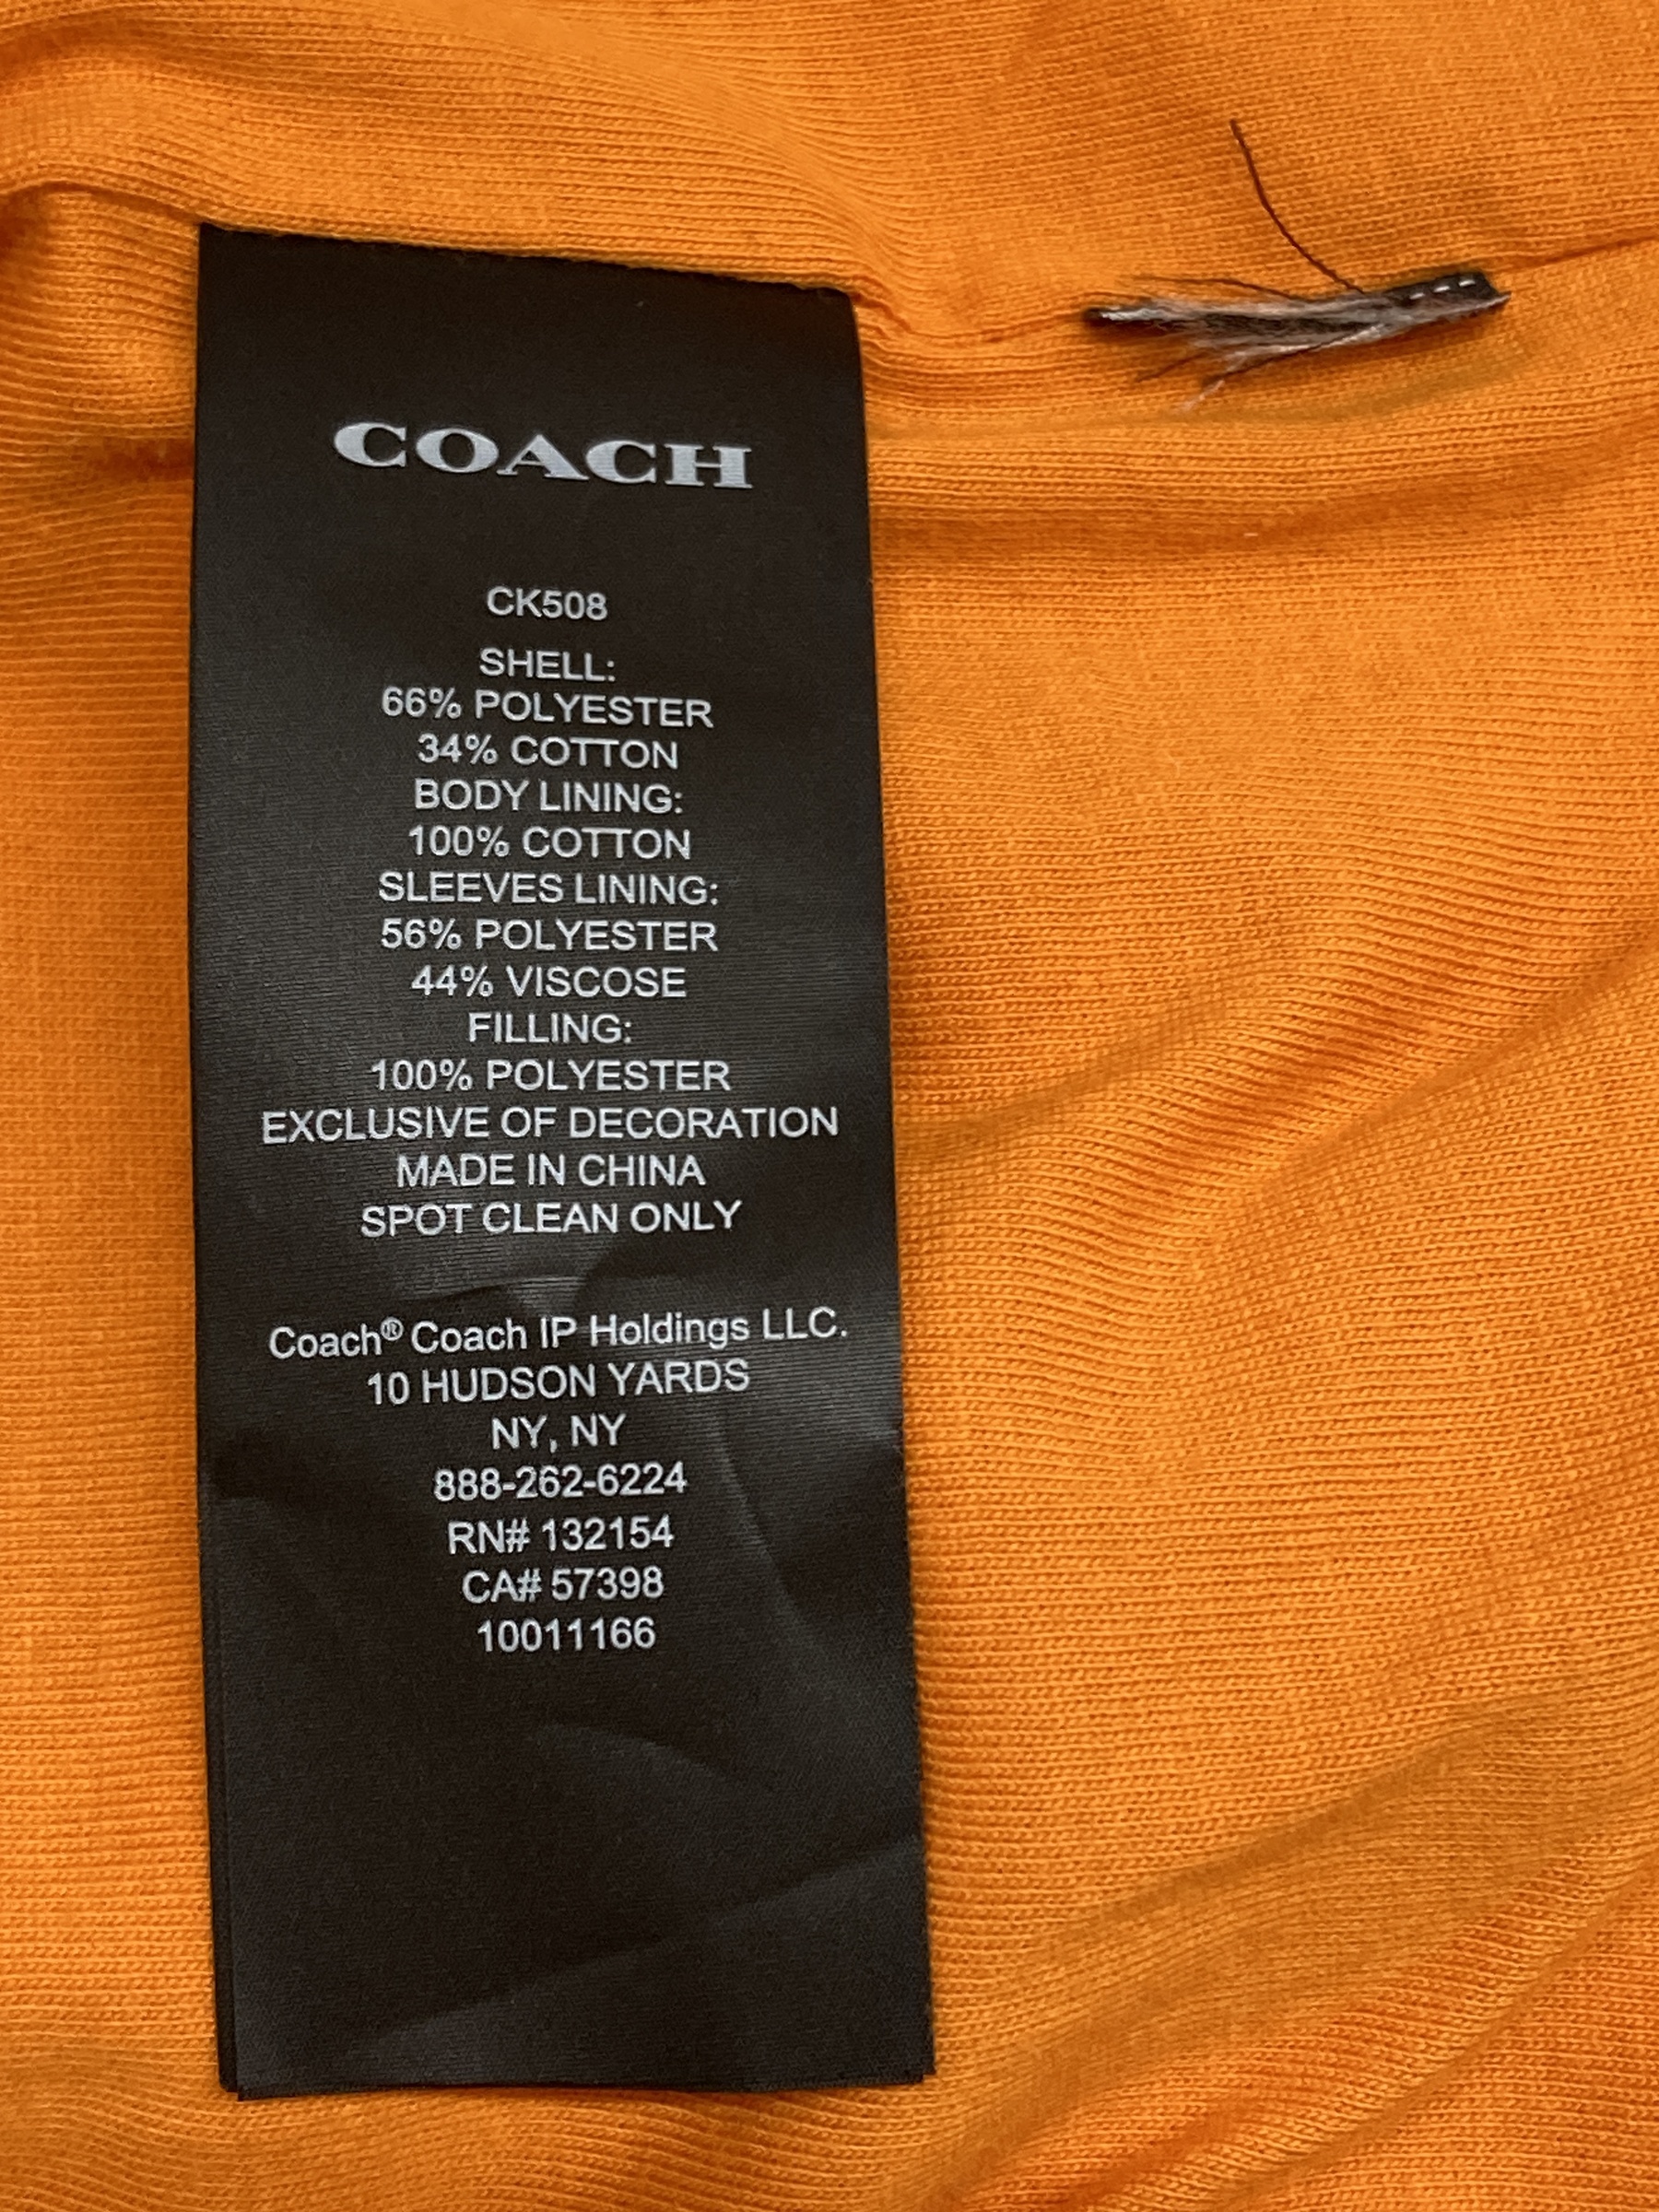 COACH
CK508
SHELL:
66% POLYESTER
34% COTTON
BODY LINING:
100% COTTON
SLEEVES LINING:
56% POLYESTER
44% VISCOSE
FILLING:
100% POLYESTER
EXCLUSIVE OF DECORATION
MADE IN CHINA
SPOT CLEAN ONLY
Coach® Coach IP Holdings LLC.
10 HUDSON YARDS
NY, NY
888-262-6224
RN# 132154
CA# 57398
10011166